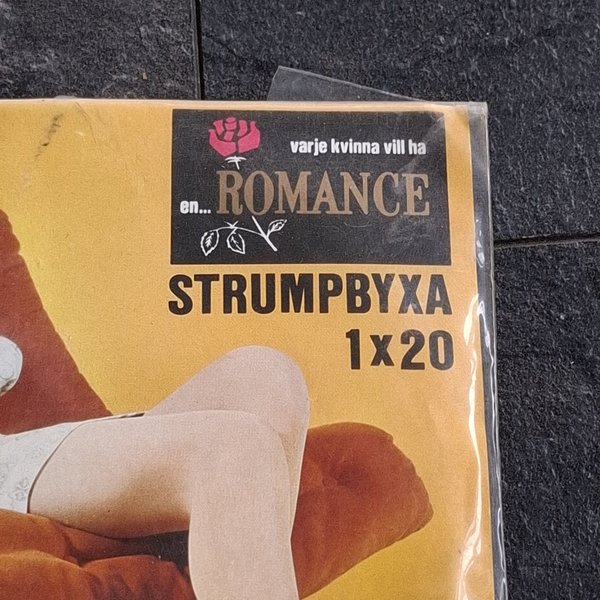 varje kvinna vill ha
en... ROMANCE
STRUMPBYXA
1x20